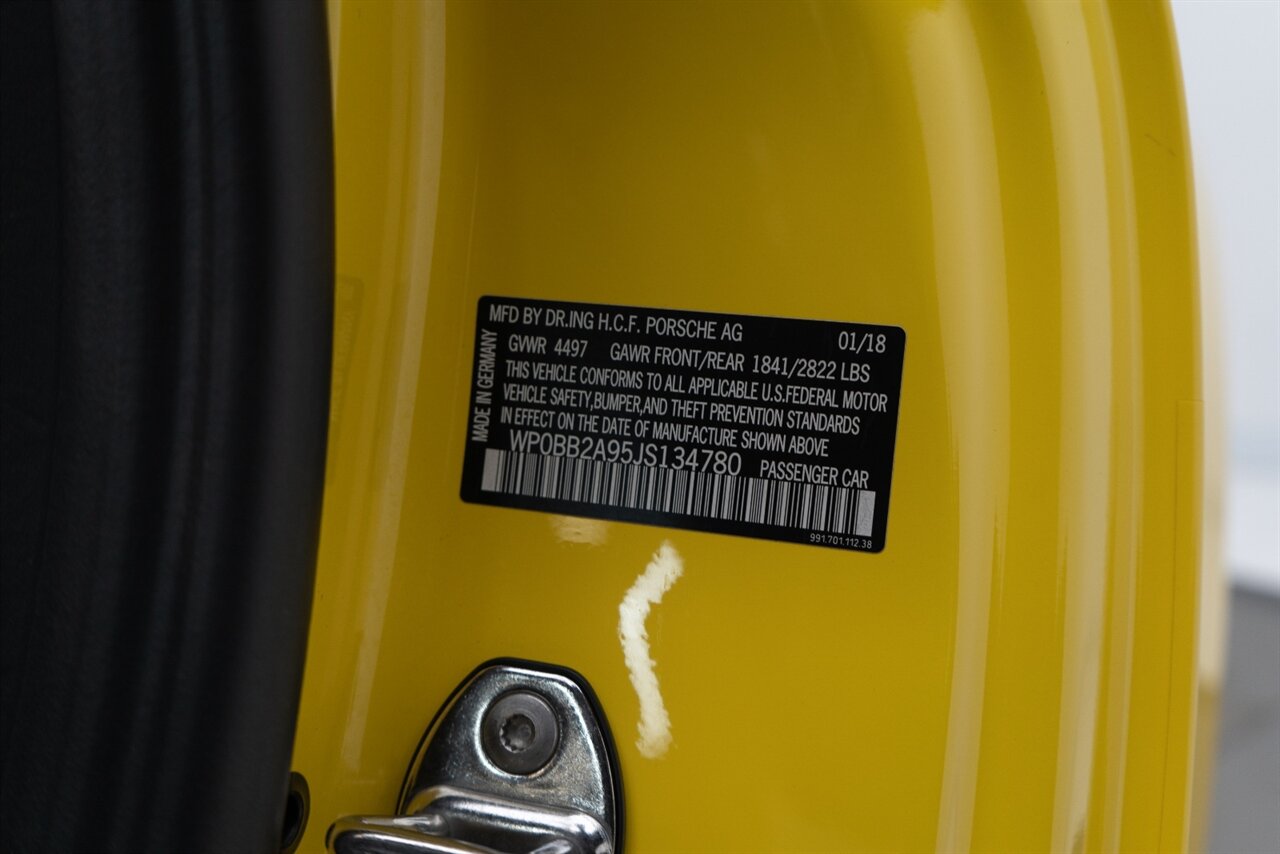 MFD BY DR.ING H.C.F. PORSCHE AG 01/18
GVWR 4497 GAWR FRONT/REAR 1841/2822 LBS
THIS VEHICLE CONFORMS TO ALL APPLICABLE U.S.FEDERAL MOTOR
VEHICLE SAFETY,BUMPER,AND THEFT PREVENTION STANDARDS
IN EFFECT ON THE DATE OF MANUFACTURE SHOWN ABOVE
WP0BB2A95JS134780 PASSENGER CAR
991.701.112.38
MADE IN GERMANY